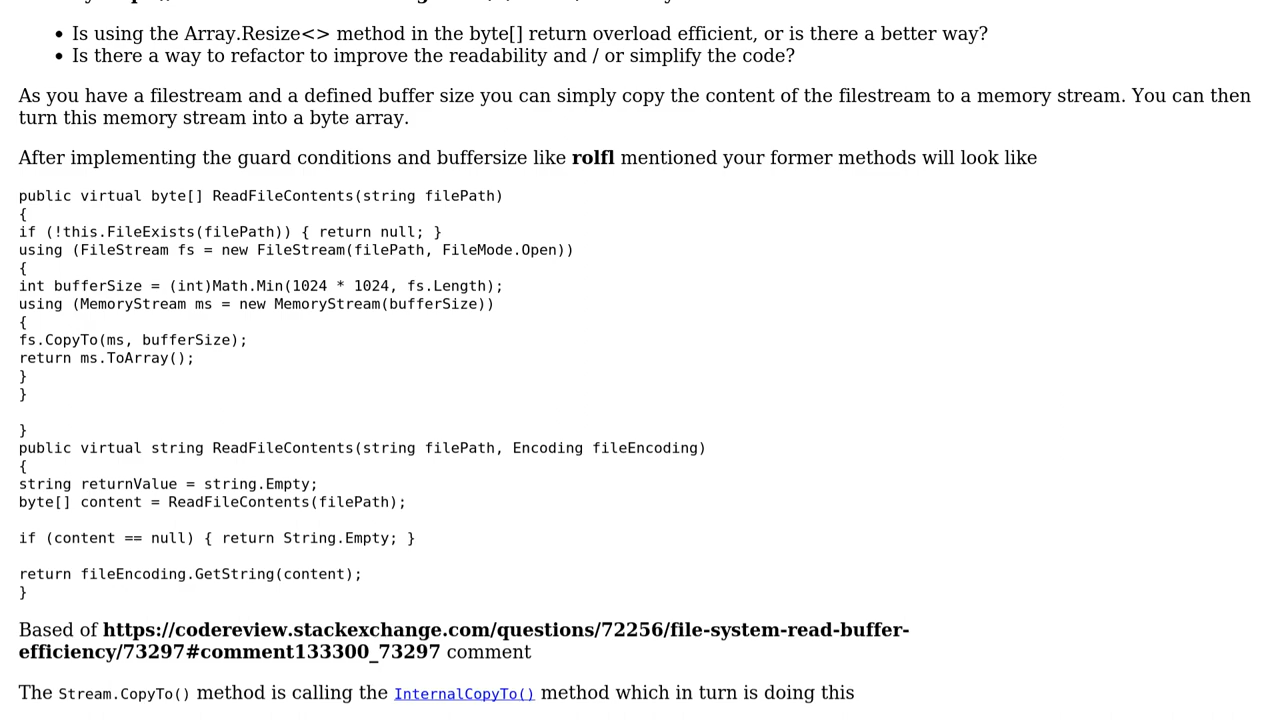 • Is using the Array.Resize<> method in the byte[] return overload efficient, or is there a better way?
• Is there a way to refactor to improve the readability and / or simplify the code?
As you have a filestream and a defined buffer size you can simply copy the content of the filestream to a memory stream. You can then
turn this memory stream into a byte array.
After implementing the guard conditions and buffersize like rolfl mentioned your former methods will look like
public virtual byte[] ReadFileContents(string filePath)
{
if (!this.FileExists(filePath)) { return null; }
using (FileStream fs = new FileStream(filePath, FileMode.Open))
{
int bufferSize = (int)Math.Min(1024 * 1024, fs.Length);
using (MemoryStream ms = new MemoryStream(bufferSize))
{
fs.CopyTo(ms, bufferSize);
return ms.ToArray();
}
}
}
public virtual string ReadFileContents(string filePath, Encoding fileEncoding)
{
string returnValue = string.Empty;
byte[] content = ReadFileContents(filePath);
if (content == null) { return String.Empty; }
return fileEncoding.GetString(content);
}
Based of https://codereview.stackexchange.com/questions/72256/file-system-read-buffer-
efficiency/73297#comment133300_73297 comment
The Stream.CopyTo() method is calling the InternalCopyTo() method which in turn is doing this